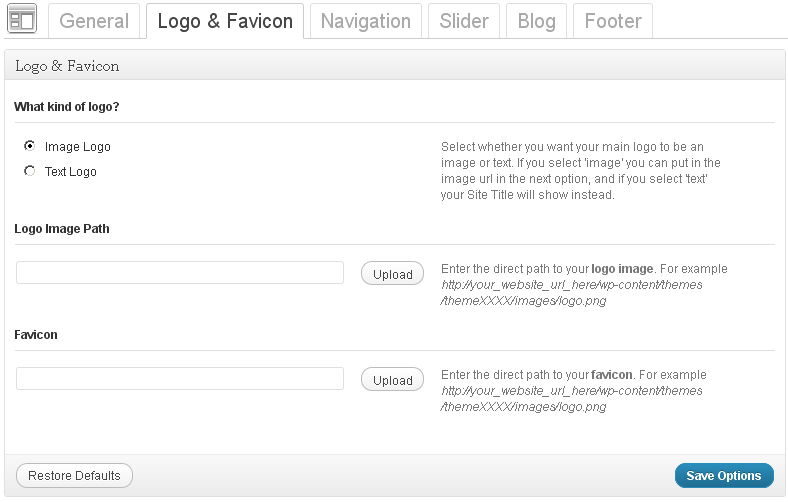 General Logo & Favicon Navigation Slider Blog Footer
Logo & Favicon
What kind of logo?
Image Logo
Text Logo
Select whether you want your main logo to be an
image or text. If you select 'image' you can put in the
image url in the next option, and if you select 'text'
your Site Title will show instead.
Logo Image Path
Upload
Enter the direct path to your logo image. For example
http://your_website_url_here/wp-content/themes
/themeXXXX/images/logo.png
Favicon
Upload
Enter the direct path to your favicon. For example
http://your_website_url_here/wp-content/themes
/themeXXXX/images/logo.png
Restore Defaults
Save Options